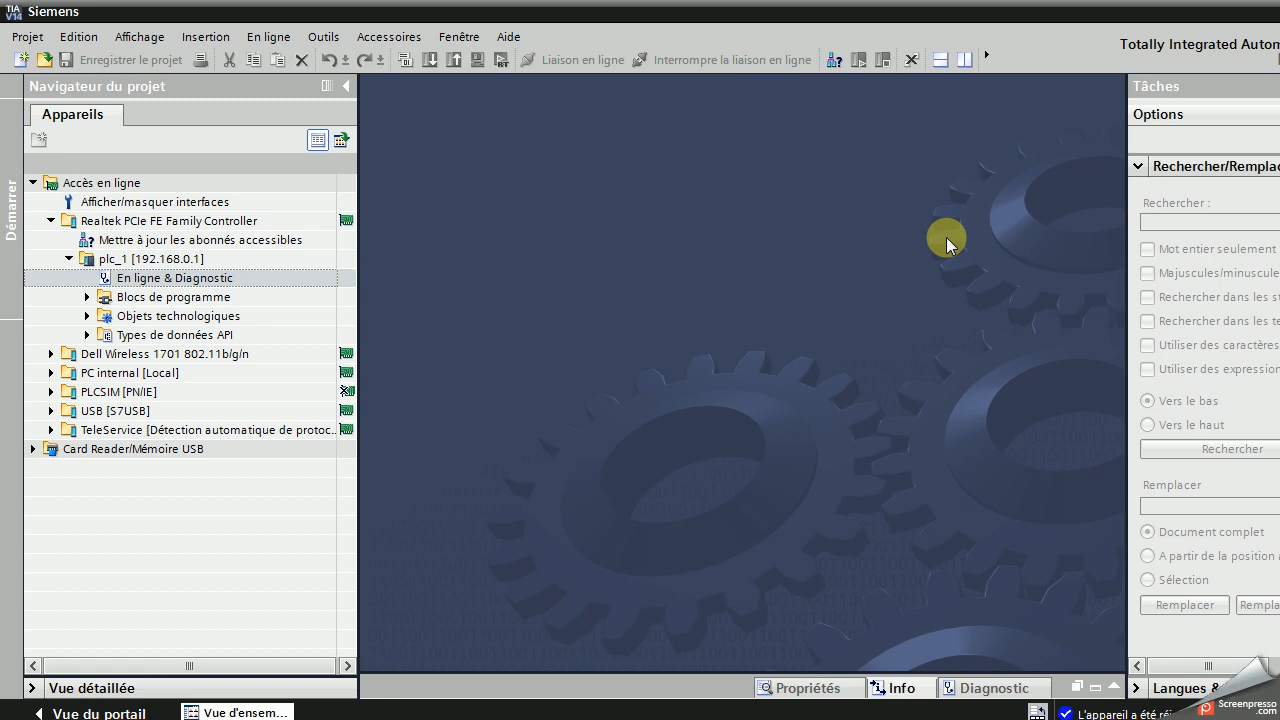 TIA
V14
Siemens
Projet Edition Affichage Insertion En ligne Outils Accessoires Fenêtre Aide
Totally Integrated Autom
Enregistrer le projet
Liaison en ligne
Interrompre la liaison en ligne
Navigateur du projet
Tâches
Appareils
Options
Démarrer
Accès en ligne
Afficher/masquer interfaces
Realtek PCIe FE Family Controller
Mettre à jour les abonnés accessibles
plc_1 [192.168.0.1]
En ligne & Diagnostic
Blocs de programme
Objets technologiques
Types de données API
Dell Wireless 1701 802.11b/g/n
PC internal [Local]
PLCSIM [PN/IE]
USB [S7USB]
TeleService [Détection automatique de protoc...
Card Reader/Mémoire USB
Rechercher/Remplac
Rechercher :
Mot entier seulement
Majuscules/minuscule
Rechercher dans les s
Rechercher dans les te
Utiliser des caractères
Utiliser des expression
Vers le bas
Vers le haut
Rechercher
Remplacer
Document complet
A partir de la position a
Sélection
Remplacer
Rempla
Vue détaillée
Propriétés
Info
Diagnostic
Langues &
Vue du portail
Vue d'ensem...
L'appareil a été réi
Screenpresso
.com